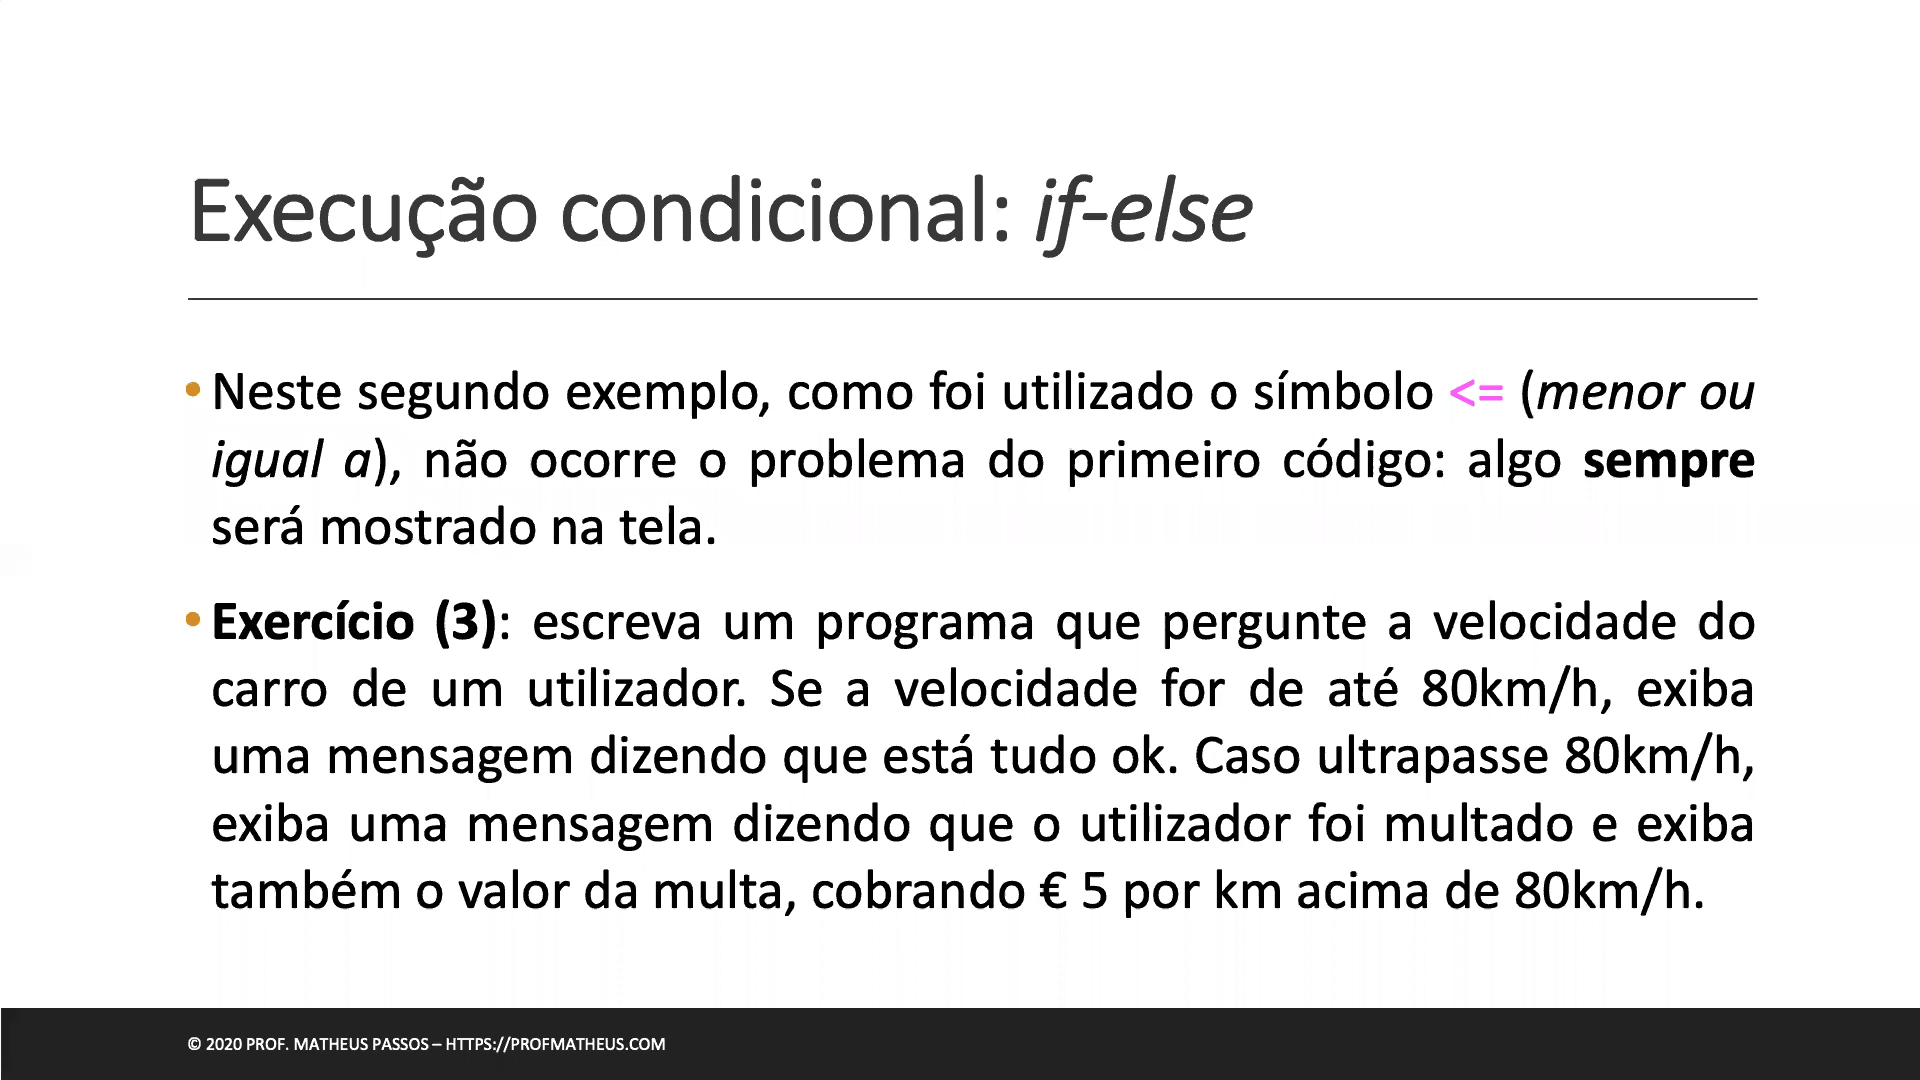 Execução condicional: if-else
• Neste segundo exemplo, como foi utilizado o símbolo <= (menor ou
igual a), não ocorre o problema do primeiro código: algo sempre
será mostrado na tela.
• Exercício (3): escreva um programa que pergunte a velocidade do
carro de um utilizador. Se a velocidade for de até 80km/h, exiba
uma mensagem dizendo que está tudo ok. Caso ultrapasse 80km/h,
exiba uma mensagem dizendo que o utilizador foi multado e exiba
também o valor da multa, cobrando € 5 por km acima de 80km/h.
© 2020 PROF. MATHEUS PASSOS – HTTPS://PROFMATHEUS.COM